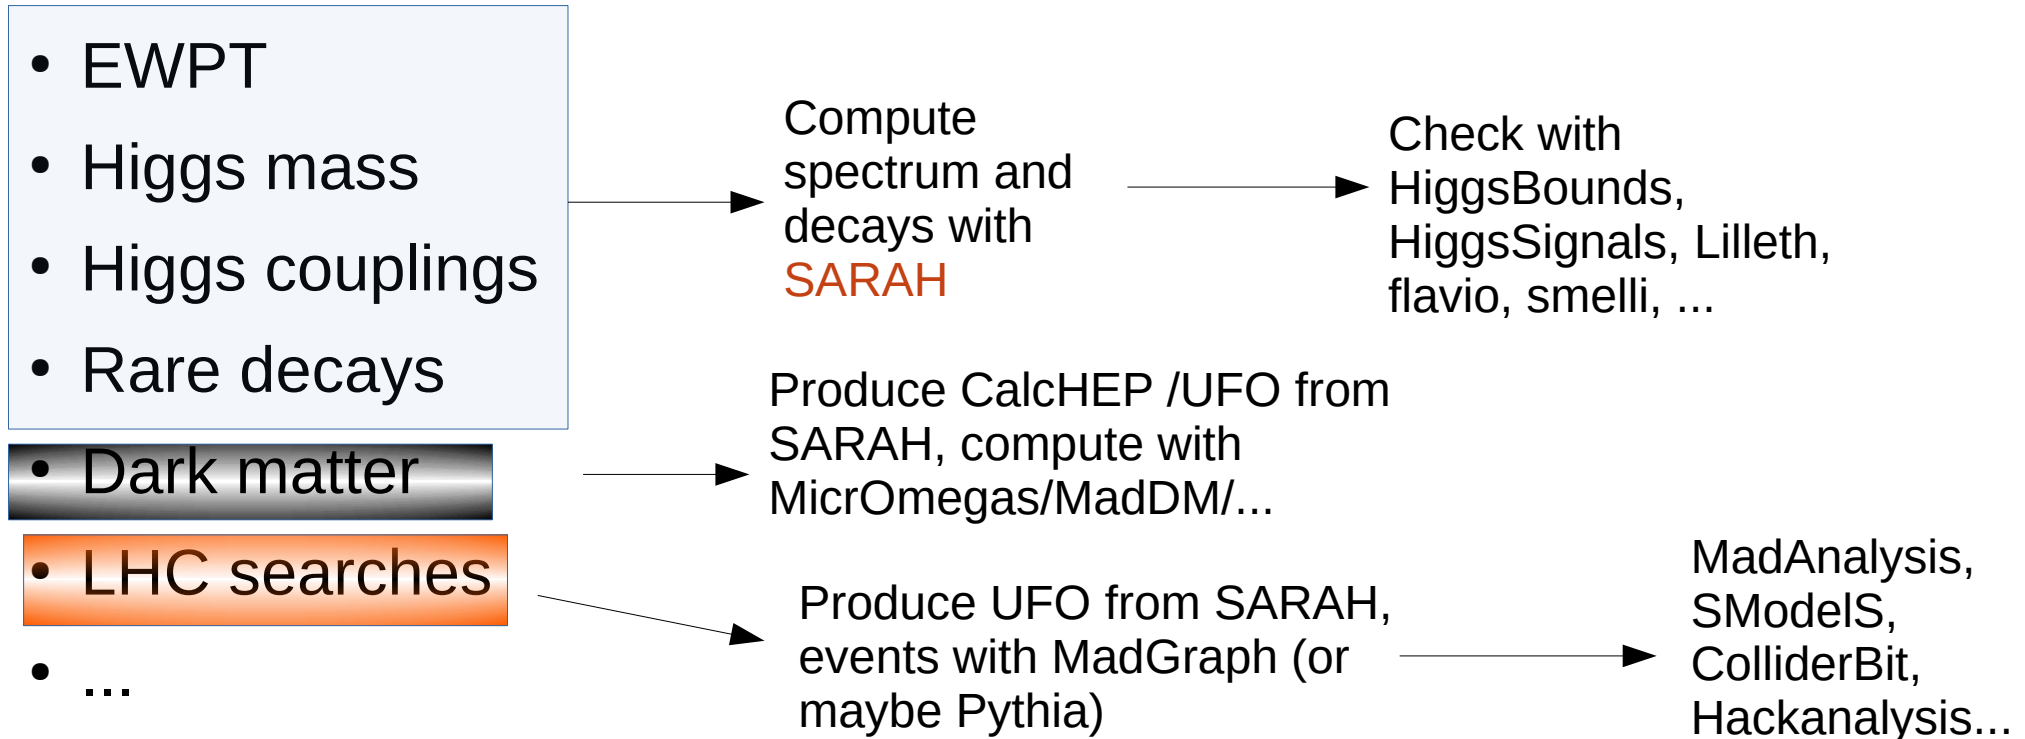 • EWPT
• Higgs mass
• Higgs couplings
• Rare decays
• Dark matter
• LHC searches
• ...
Compute
spectrum and
decays with
SARAH
Check with
HiggsBounds,
HiggsSignals, Lilleth,
flavio, smelli, ...
Produce CalcHEP /UFO from
SARAH, compute with
MicrOmegas/MadDM/...
Produce UFO from SARAH,
events with MadGraph (or
maybe Pythia)
MadAnalysis,
SModelS,
ColliderBit,
Hackanalysis...